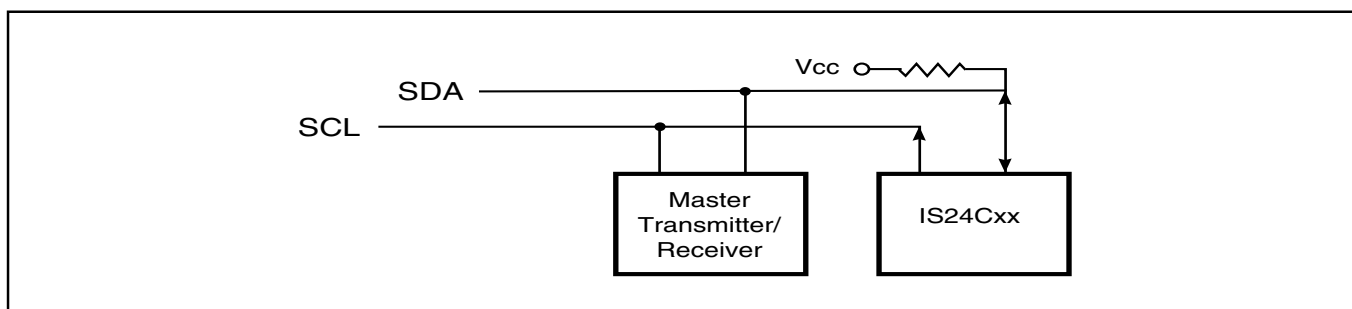 Vcc
SDA
SCL
Master
Transmitter/
Receiver
IS24Cxx